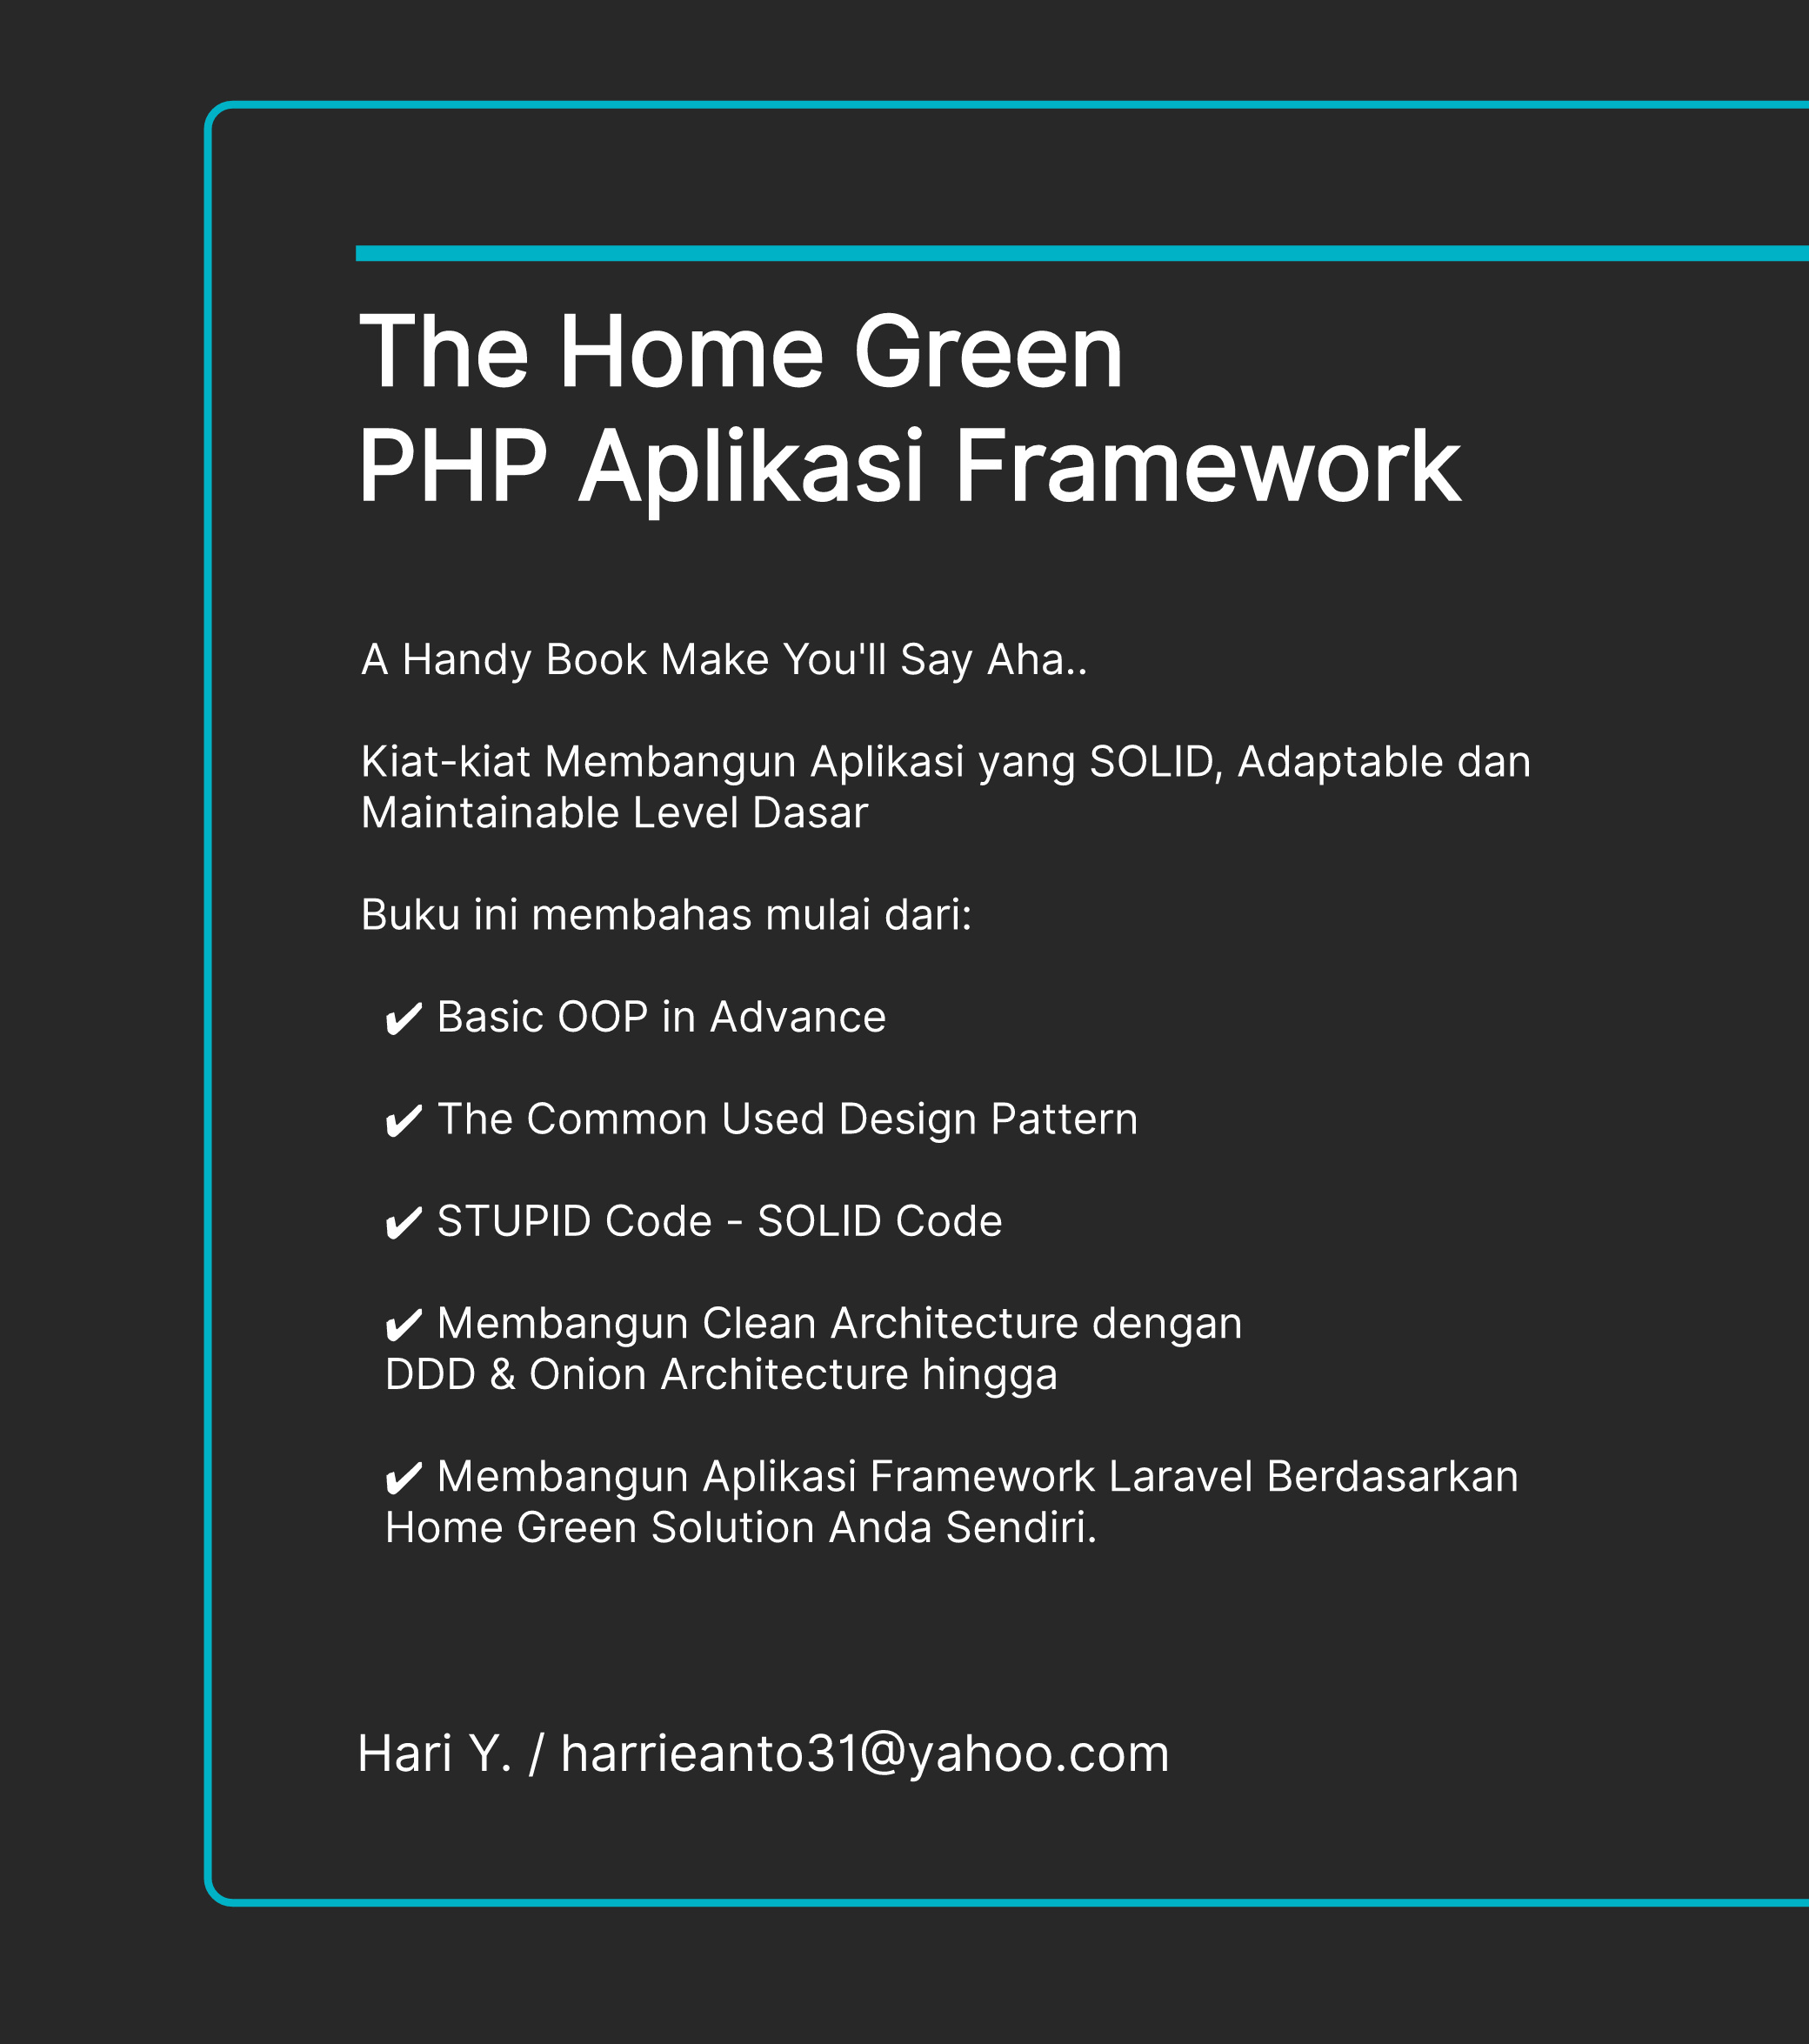 The Home Green
PHP Aplikasi Framework
A Handy Book Make You'll Say Aha..
Kiat-kiat Membangun Aplikasi yang SOLID, Adaptable dan
Maintainable Level Dasar
Buku ini membahas mulai dari:
✔ Basic OOP in Advance
✔ The Common Used Design Pattern
✔ STUPID Code - SOLID Code
✔ Membangun Clean Architecture dengan
DDD & Onion Architecture hingga
✔ Membangun Aplikasi Framework Laravel Berdasarkan
Home Green Solution Anda Sendiri.
Hari Y. / harrieanto31@yahoo.com